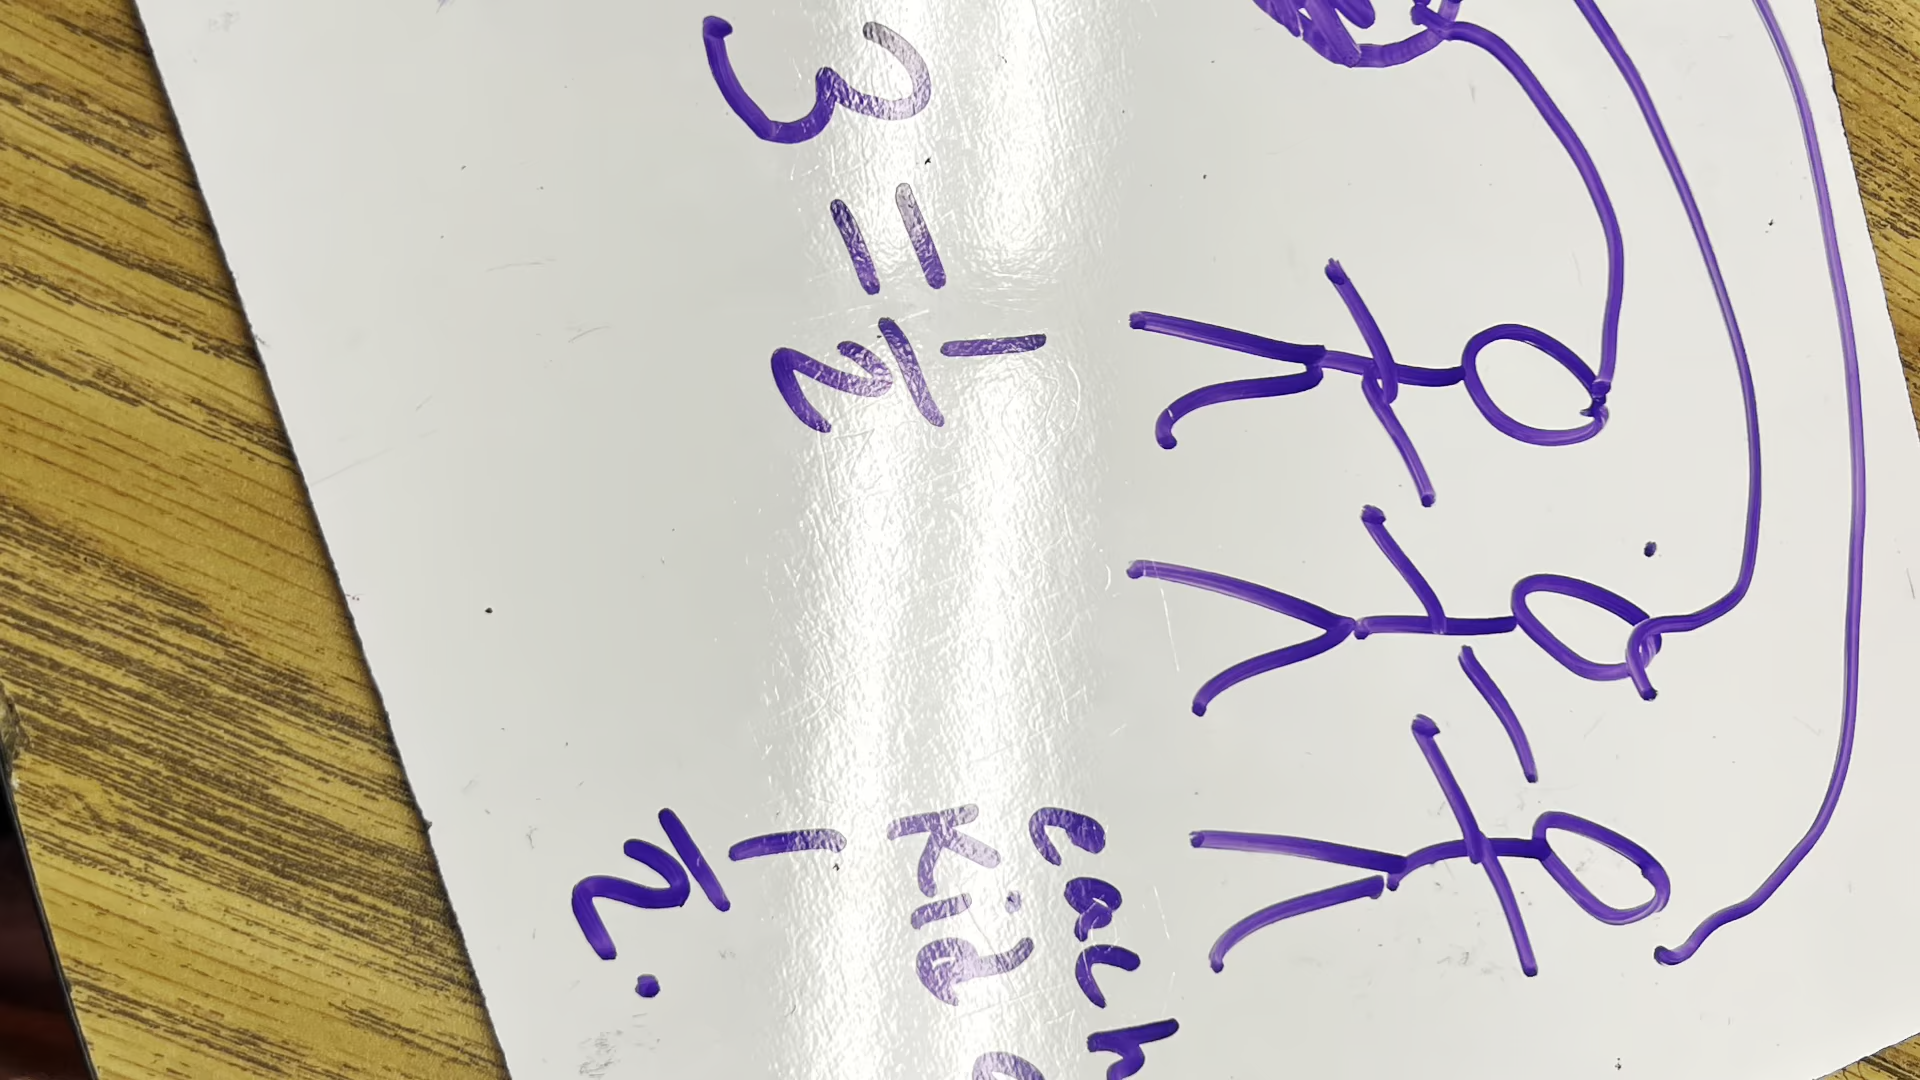 3 = 1/2
each
Kid
1/2.